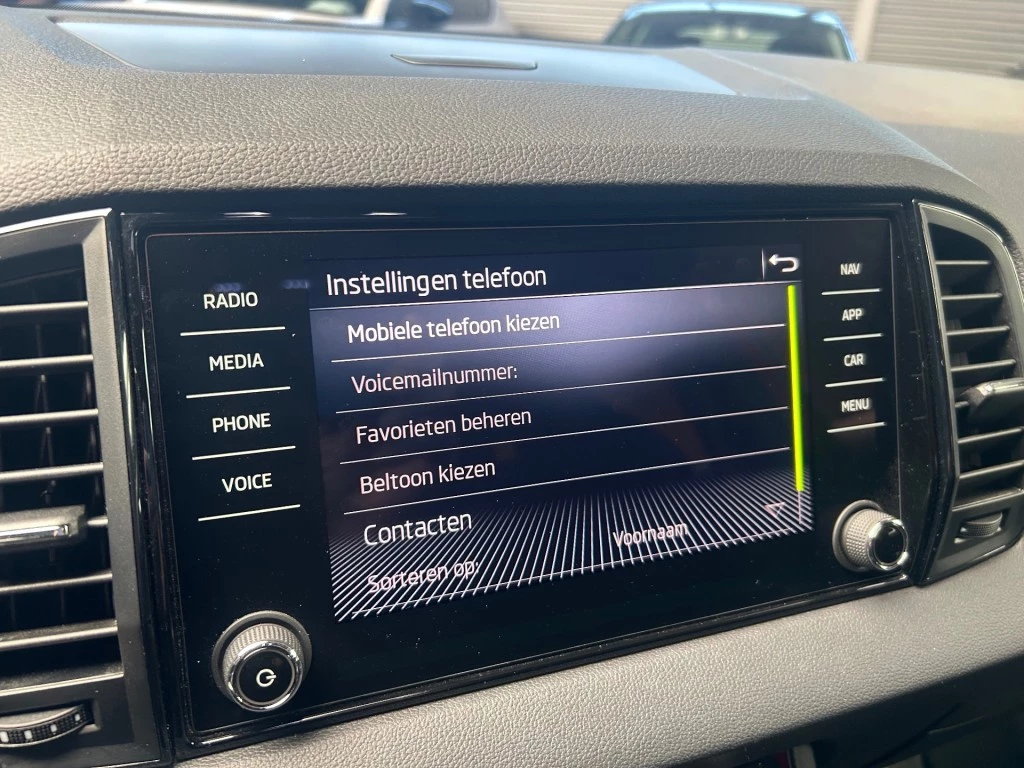 Instellingen telefoon
Mobiele telefoon kiezen
Voicemailnummer:
Favorieten beheren
Beltoon kiezen
Contacten
Sorteren op:
Voornaam
RADIO
MEDIA
PHONE
VOICE
NAV
APP
CAR
MENU